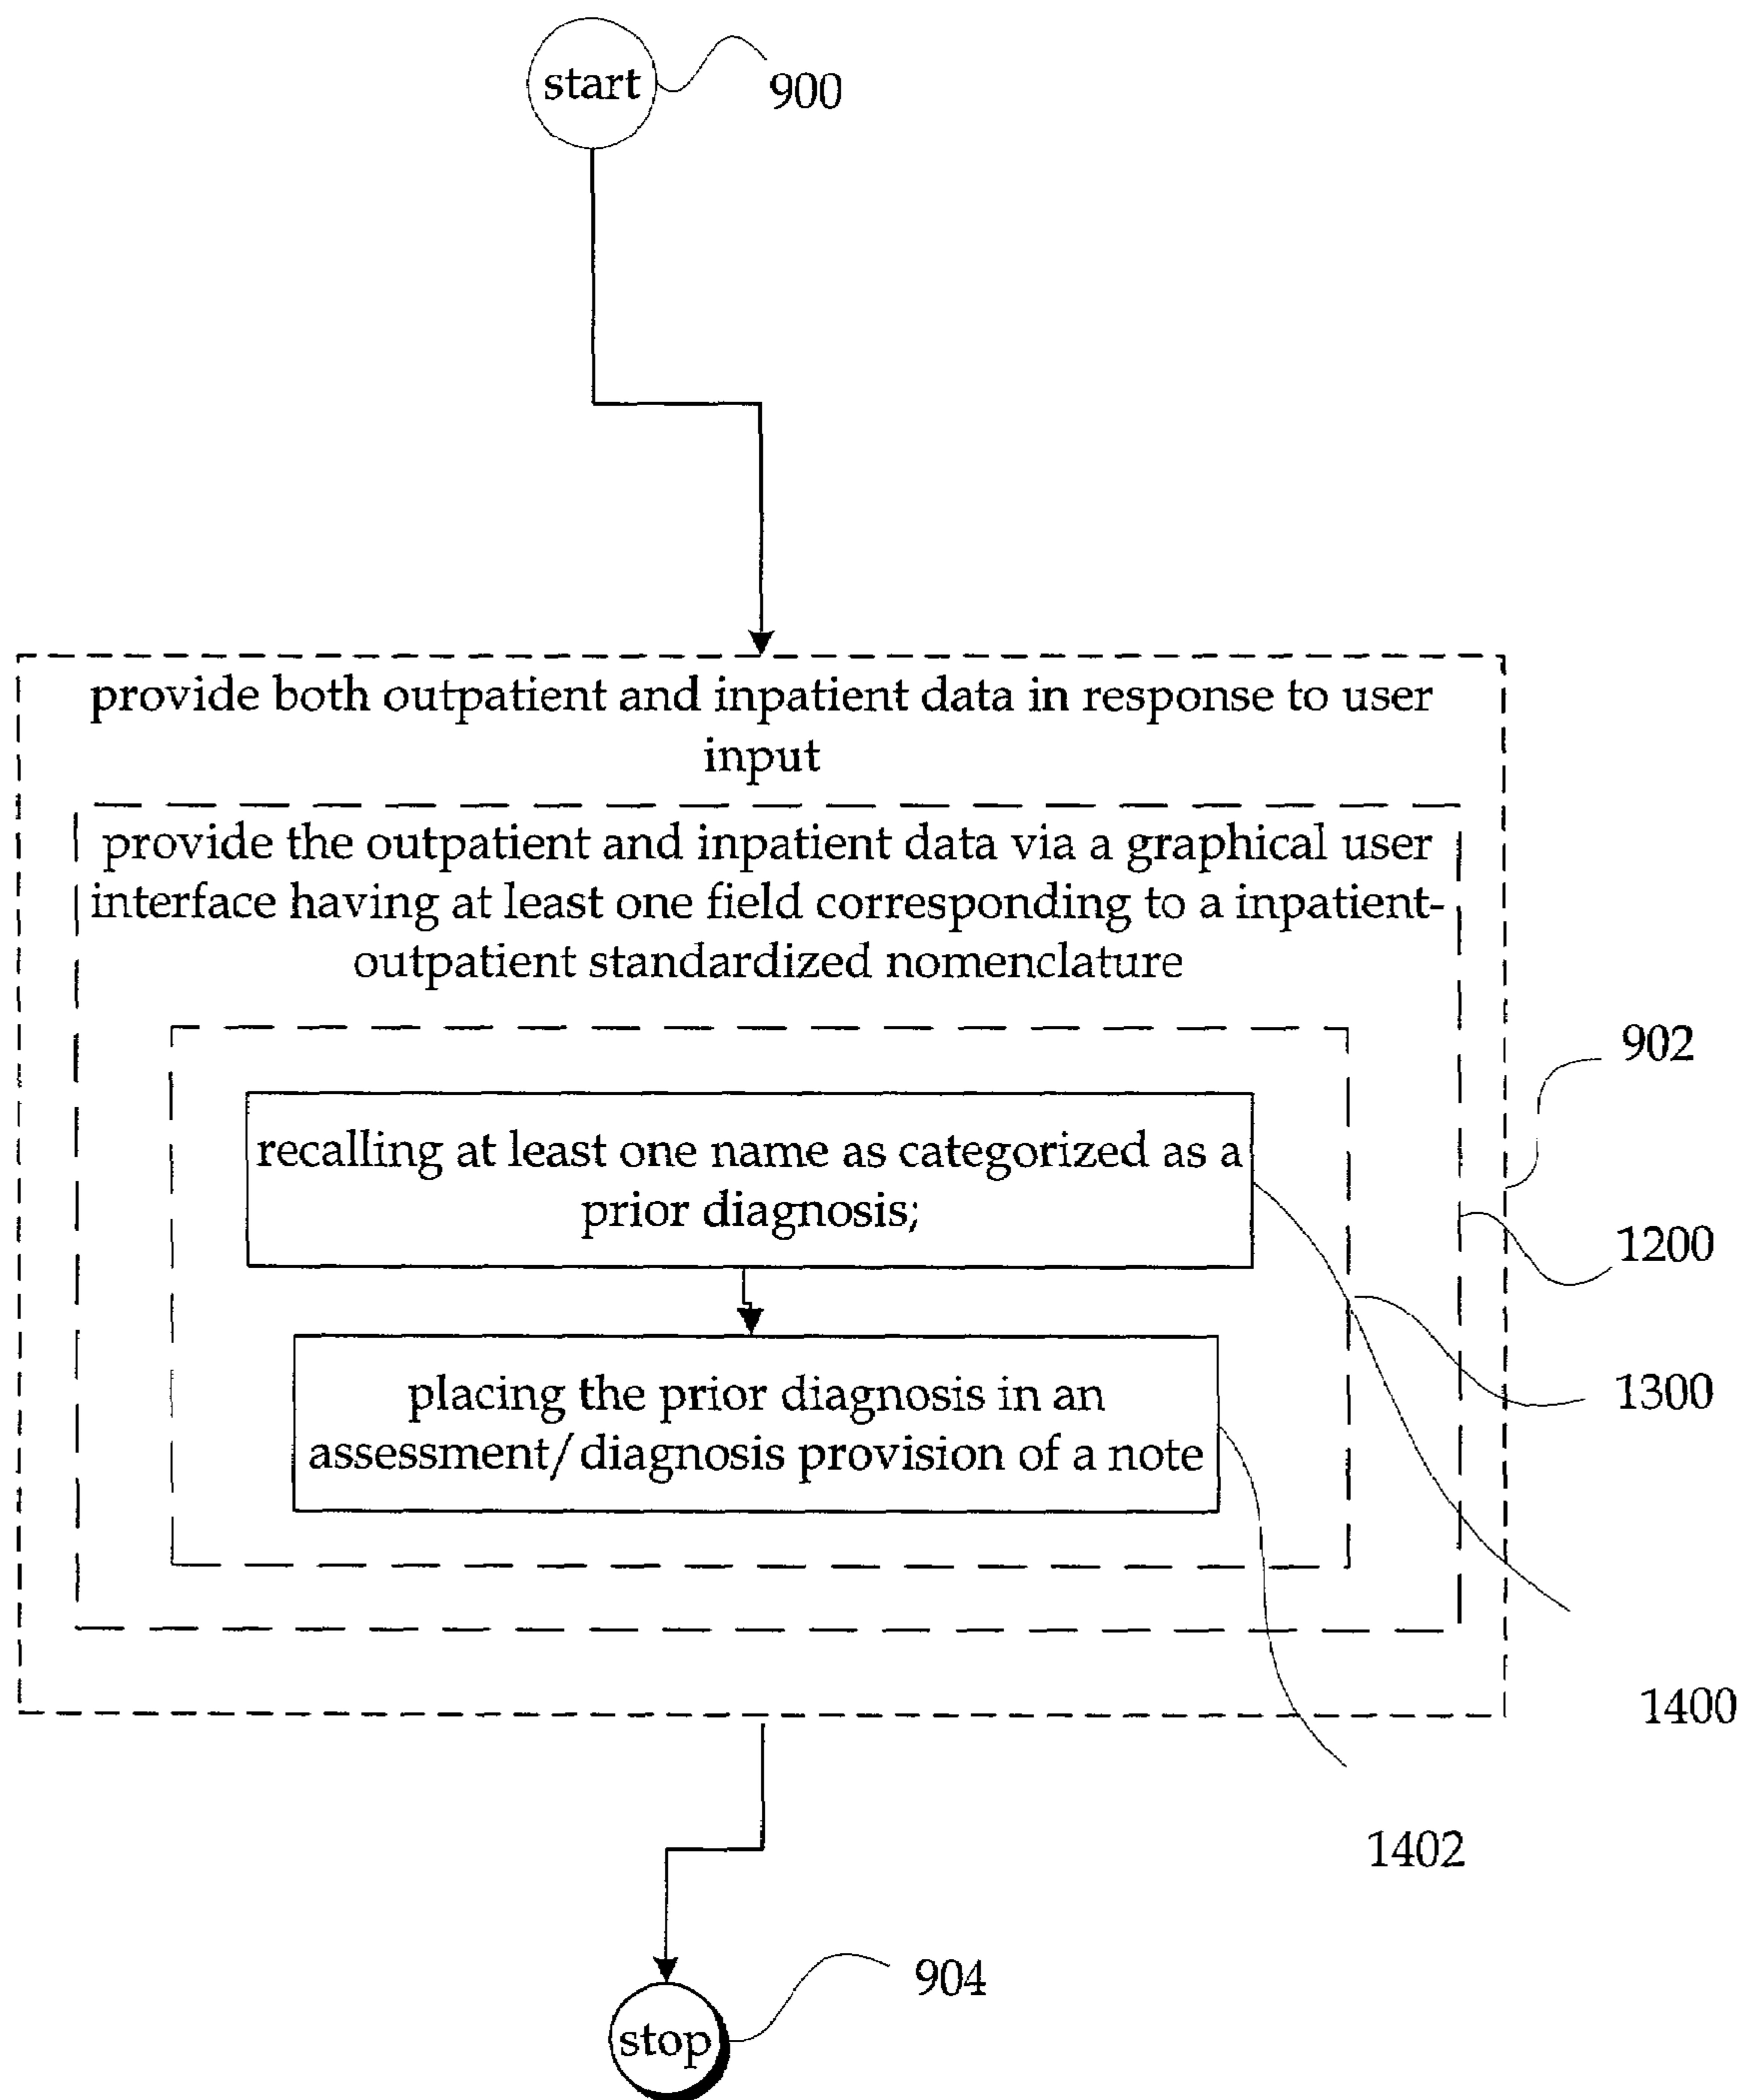 start
900
provide both outpatient and inpatient data in response to user
input
provide the outpatient and inpatient data via a graphical user
interface having at least one field corresponding to a inpatient-
outpatient standardized nomenclature
902
recalling at least one name as categorized as a
prior diagnosis;
1200
placing the prior diagnosis in an
assessment/diagnosis provision of a note
1300
1400
1402
904
stop